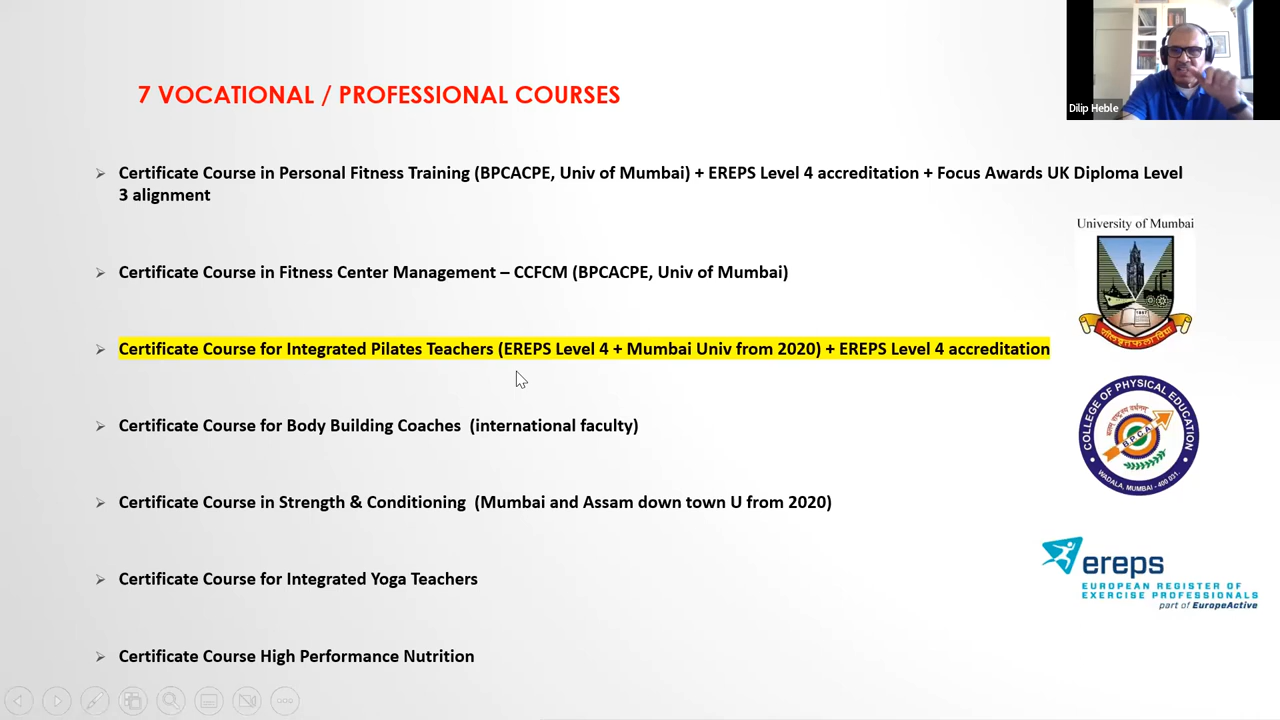 7 VOCATIONAL / PROFESSIONAL COURSES
Dilip Heble
Certificate Course in Personal Fitness Training (BPCACPE, Univ of Mumbai) + EREPS Level 4 accreditation + Focus Awards UK Diploma Level
3 alignment
University of Mumbai
Certificate Course in Fitness Center Management – CCFCM (BPCACPE, Univ of Mumbai)
Certificate Course for Integrated Pilates Teachers (EREPS Level 4 + Mumbai Univ from 2020) + EREPS Level 4 accreditation
COLLEGE OF PHYSICAL EDUCATION
B.P.C.A.
WADALA, MUMBAI - 400 031.
Certificate Course for Body Building Coaches (international faculty)
Certificate Course in Strength & Conditioning (Mumbai and Assam down town U from 2020)
ereps
EUROPEAN REGISTER OF
EXERCISE PROFESSIONALS
part of EuropeActive
Certificate Course for Integrated Yoga Teachers
Certificate Course High Performance Nutrition